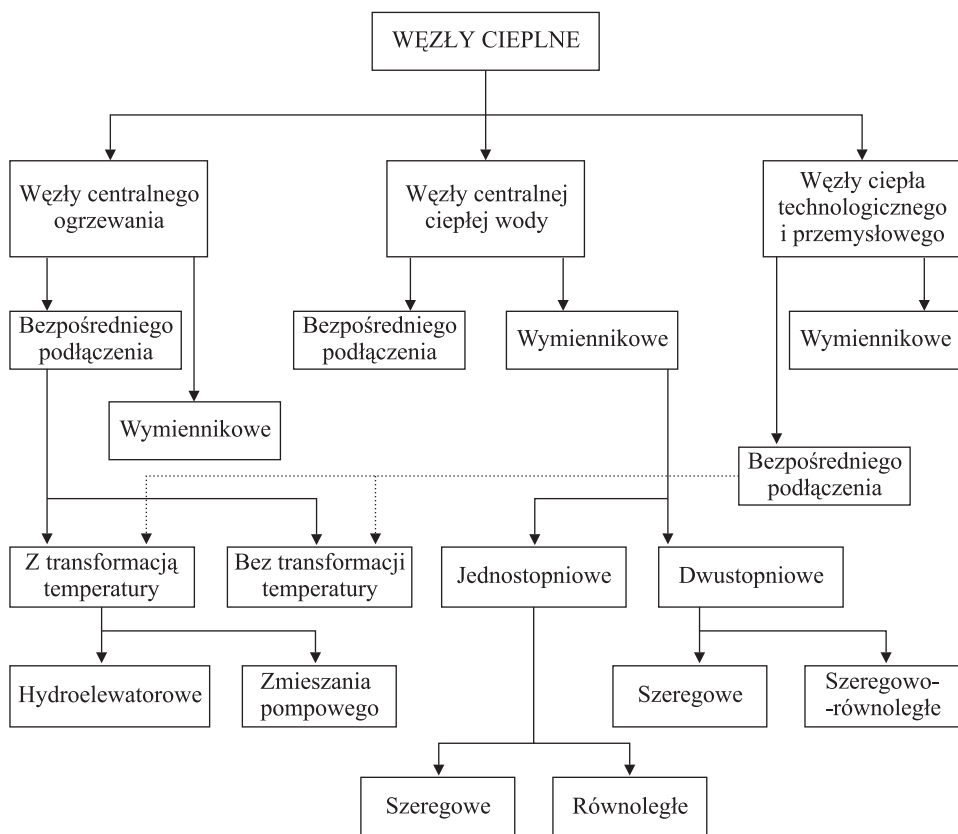 WĘZŁY CIEPLNE
Węzły centralnego
ogrzewania
Węzły centralnej
ciepłej wody
Węzły ciepła
technologicznego
i przemysłowego
Bezpośredniego
podłączenia
Bezpośredniego
podłączenia
Wymiennikowe
Wymiennikowe
Wymiennikowe
Bezpośredniego
podłączenia
Z transformacją
temperatury
Bez transformacji
temperatury
Jednostopniowe
Dwustopniowe
Hydroelewatorowe
Zmieszania
pompowego
Szeregowe
Szeregowo-
-równoległe
Szeregowe
Równoległe